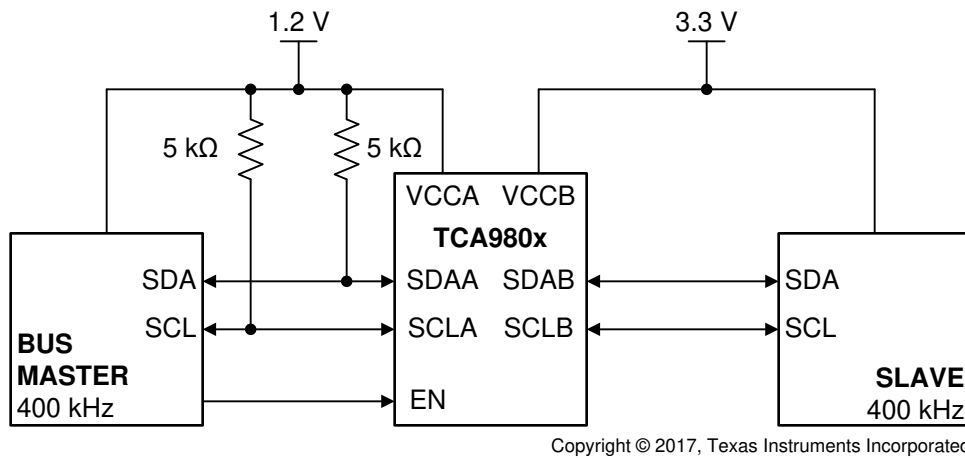 1.2 V
3.3 V
5 kΩ
5 kΩ
VCCA VCCB
TCA980x
SDA
SDAA SDAB
SDA
SCL
SCLA SCLB
SCL
BUS
MASTER
400 kHz
EN
SLAVE
400 kHz
Copyright © 2017, Texas Instruments Incorporated